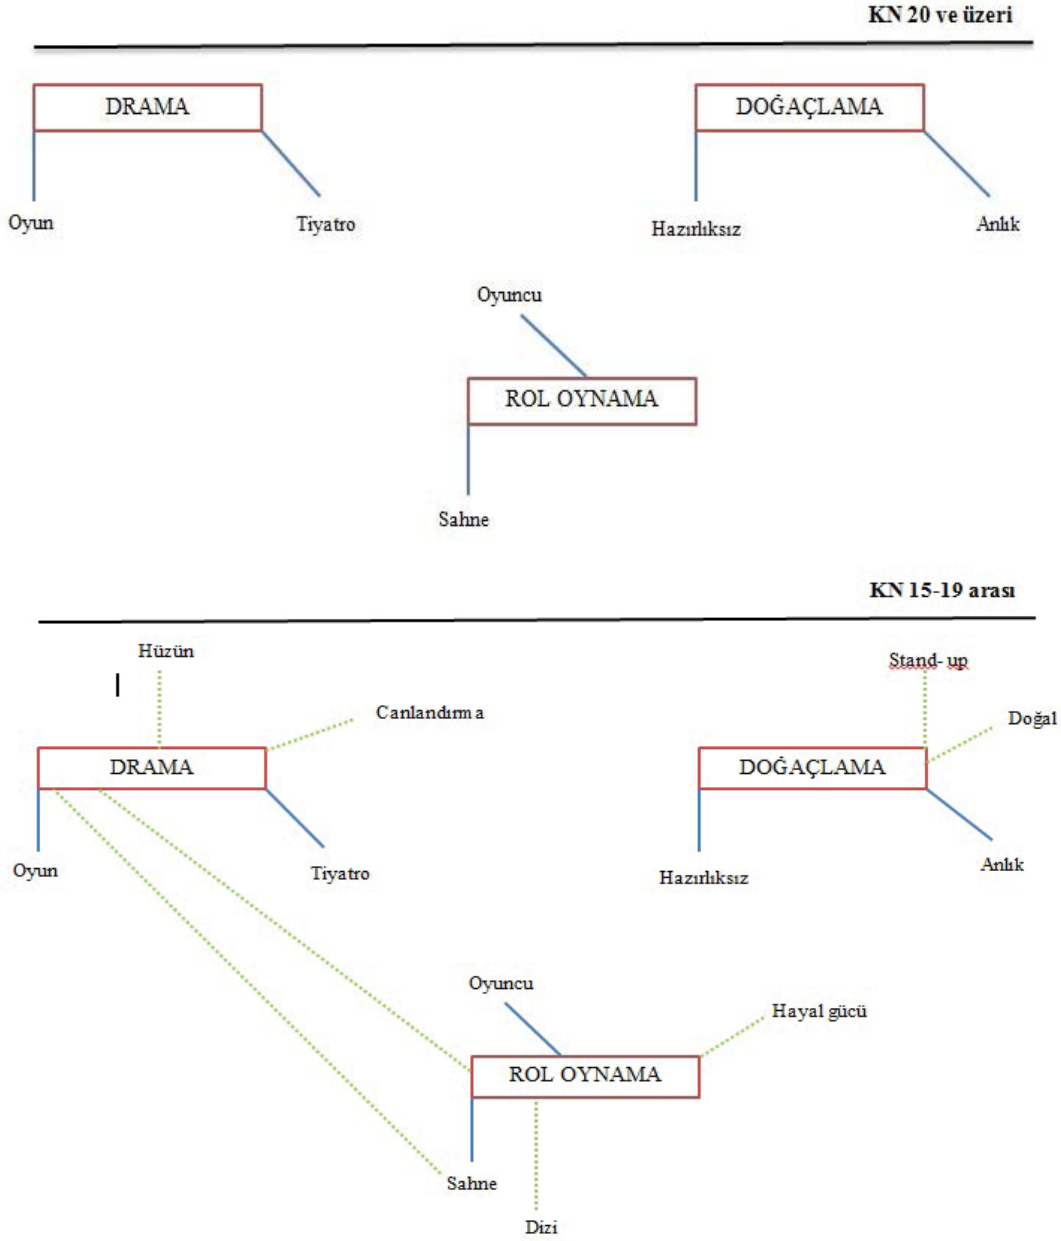 KN 20 ve üzeri
DRAMA
DOĞAÇLAMA
Oyun
Tiyatro
Hazırlıksız
Anlık
Oyuncu
ROL OYNAMA
Sahne
KN 15-19 arası
Hüzün
Stand- up
Canlandırma
Doğal
DRAMA
DOĞAÇLAMA
Oyun
Tiyatro
Hazırlıksız
Anlık
Oyuncu
Hayal gücü
ROL OYNAMA
Sahne
Dizi